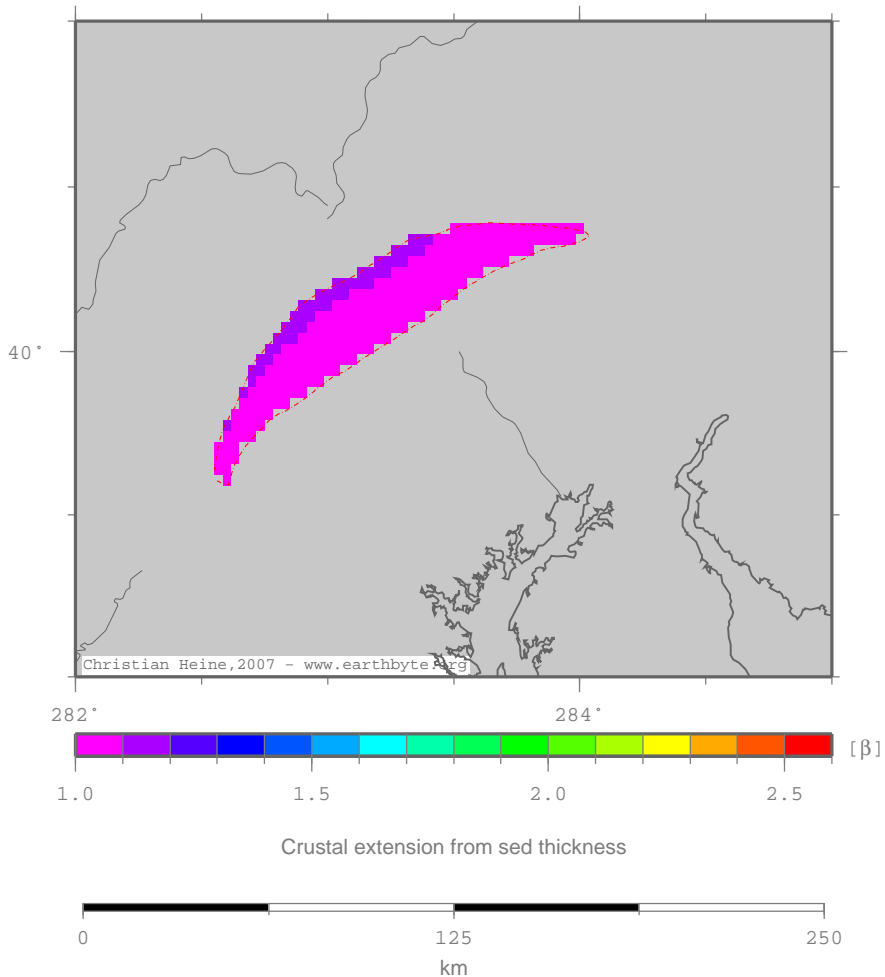 40°
Christian Heine,2007 - www.earthbyte.org
282° 284°
[β]
1.0 1.5 2.0 2.5
Crustal extension from sed thickness
0 125 250
km